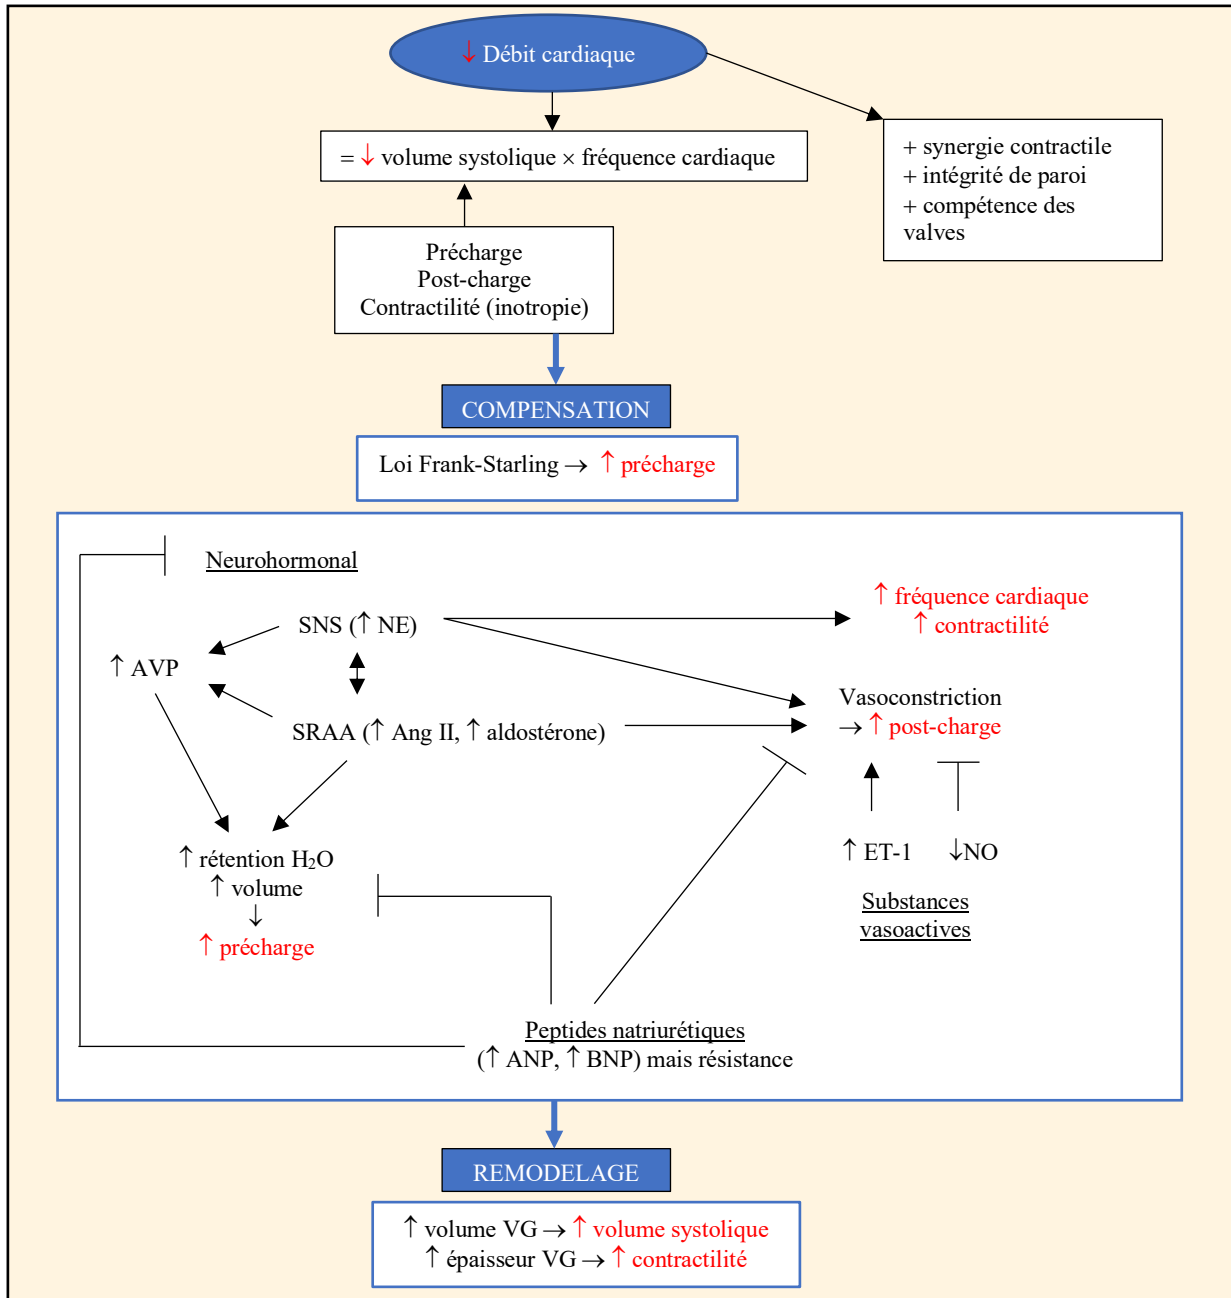 ↓ Débit cardiaque
= ↓ volume systolique × fréquence cardiaque
+ synergie contractile
+ intégrité de paroi
+ compétence des
valves
Précharge
Post-charge
Contractilité (inotropie)
COMPENSATION
Loi Frank-Starling → ↑ précharge
Neurohormonal
SNS (↑ NE)
↑ fréquence cardiaque
↑ contractilité
↑ AVP
SRAA (↑ Ang II, ↑ aldostérone)
Vasoconstriction
→ ↑ post-charge
↑ rétention H₂O
↑ volume
↓
↑ précharge
↑ ET-1
↓NO
Substances
vasoactives
Peptides natriurétiques
(↑ ANP, ↑ BNP) mais résistance
REMODELAGE
↑ volume VG → ↑ volume systolique
↑ épaisseur VG → ↑ contractilité